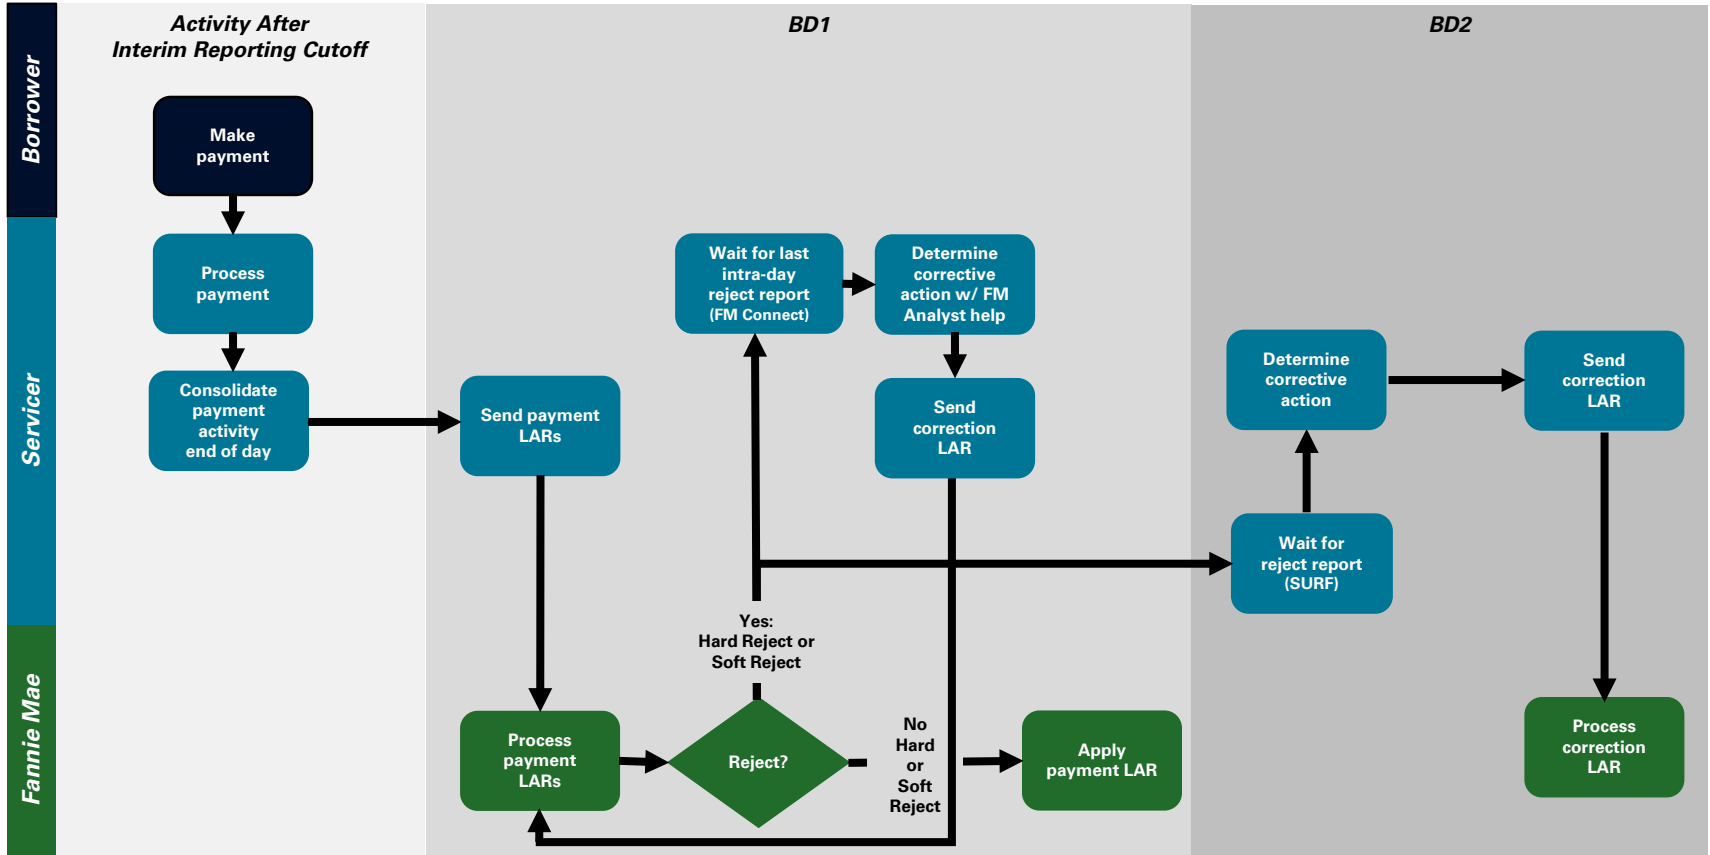 Activity After
Interim Reporting Cutoff
BD1
BD2
Borrower
Servicer
Fannie Mae
Make
payment
Process
payment
Consolidate
payment
activity
end of day
Send payment
LARs
Wait for last
intra-day
reject report
(FM Connect)
Determine
corrective
action w/ FM
Analyst help
Send
correction
LAR
Yes:
Hard Reject or
Soft Reject
Process
payment
LARs
Reject?
No
Hard
or
Soft
Reject
Apply
payment LAR
Wait for
reject report
(SURF)
Determine
corrective
action
Send
correction
LAR
Process
correction
LAR